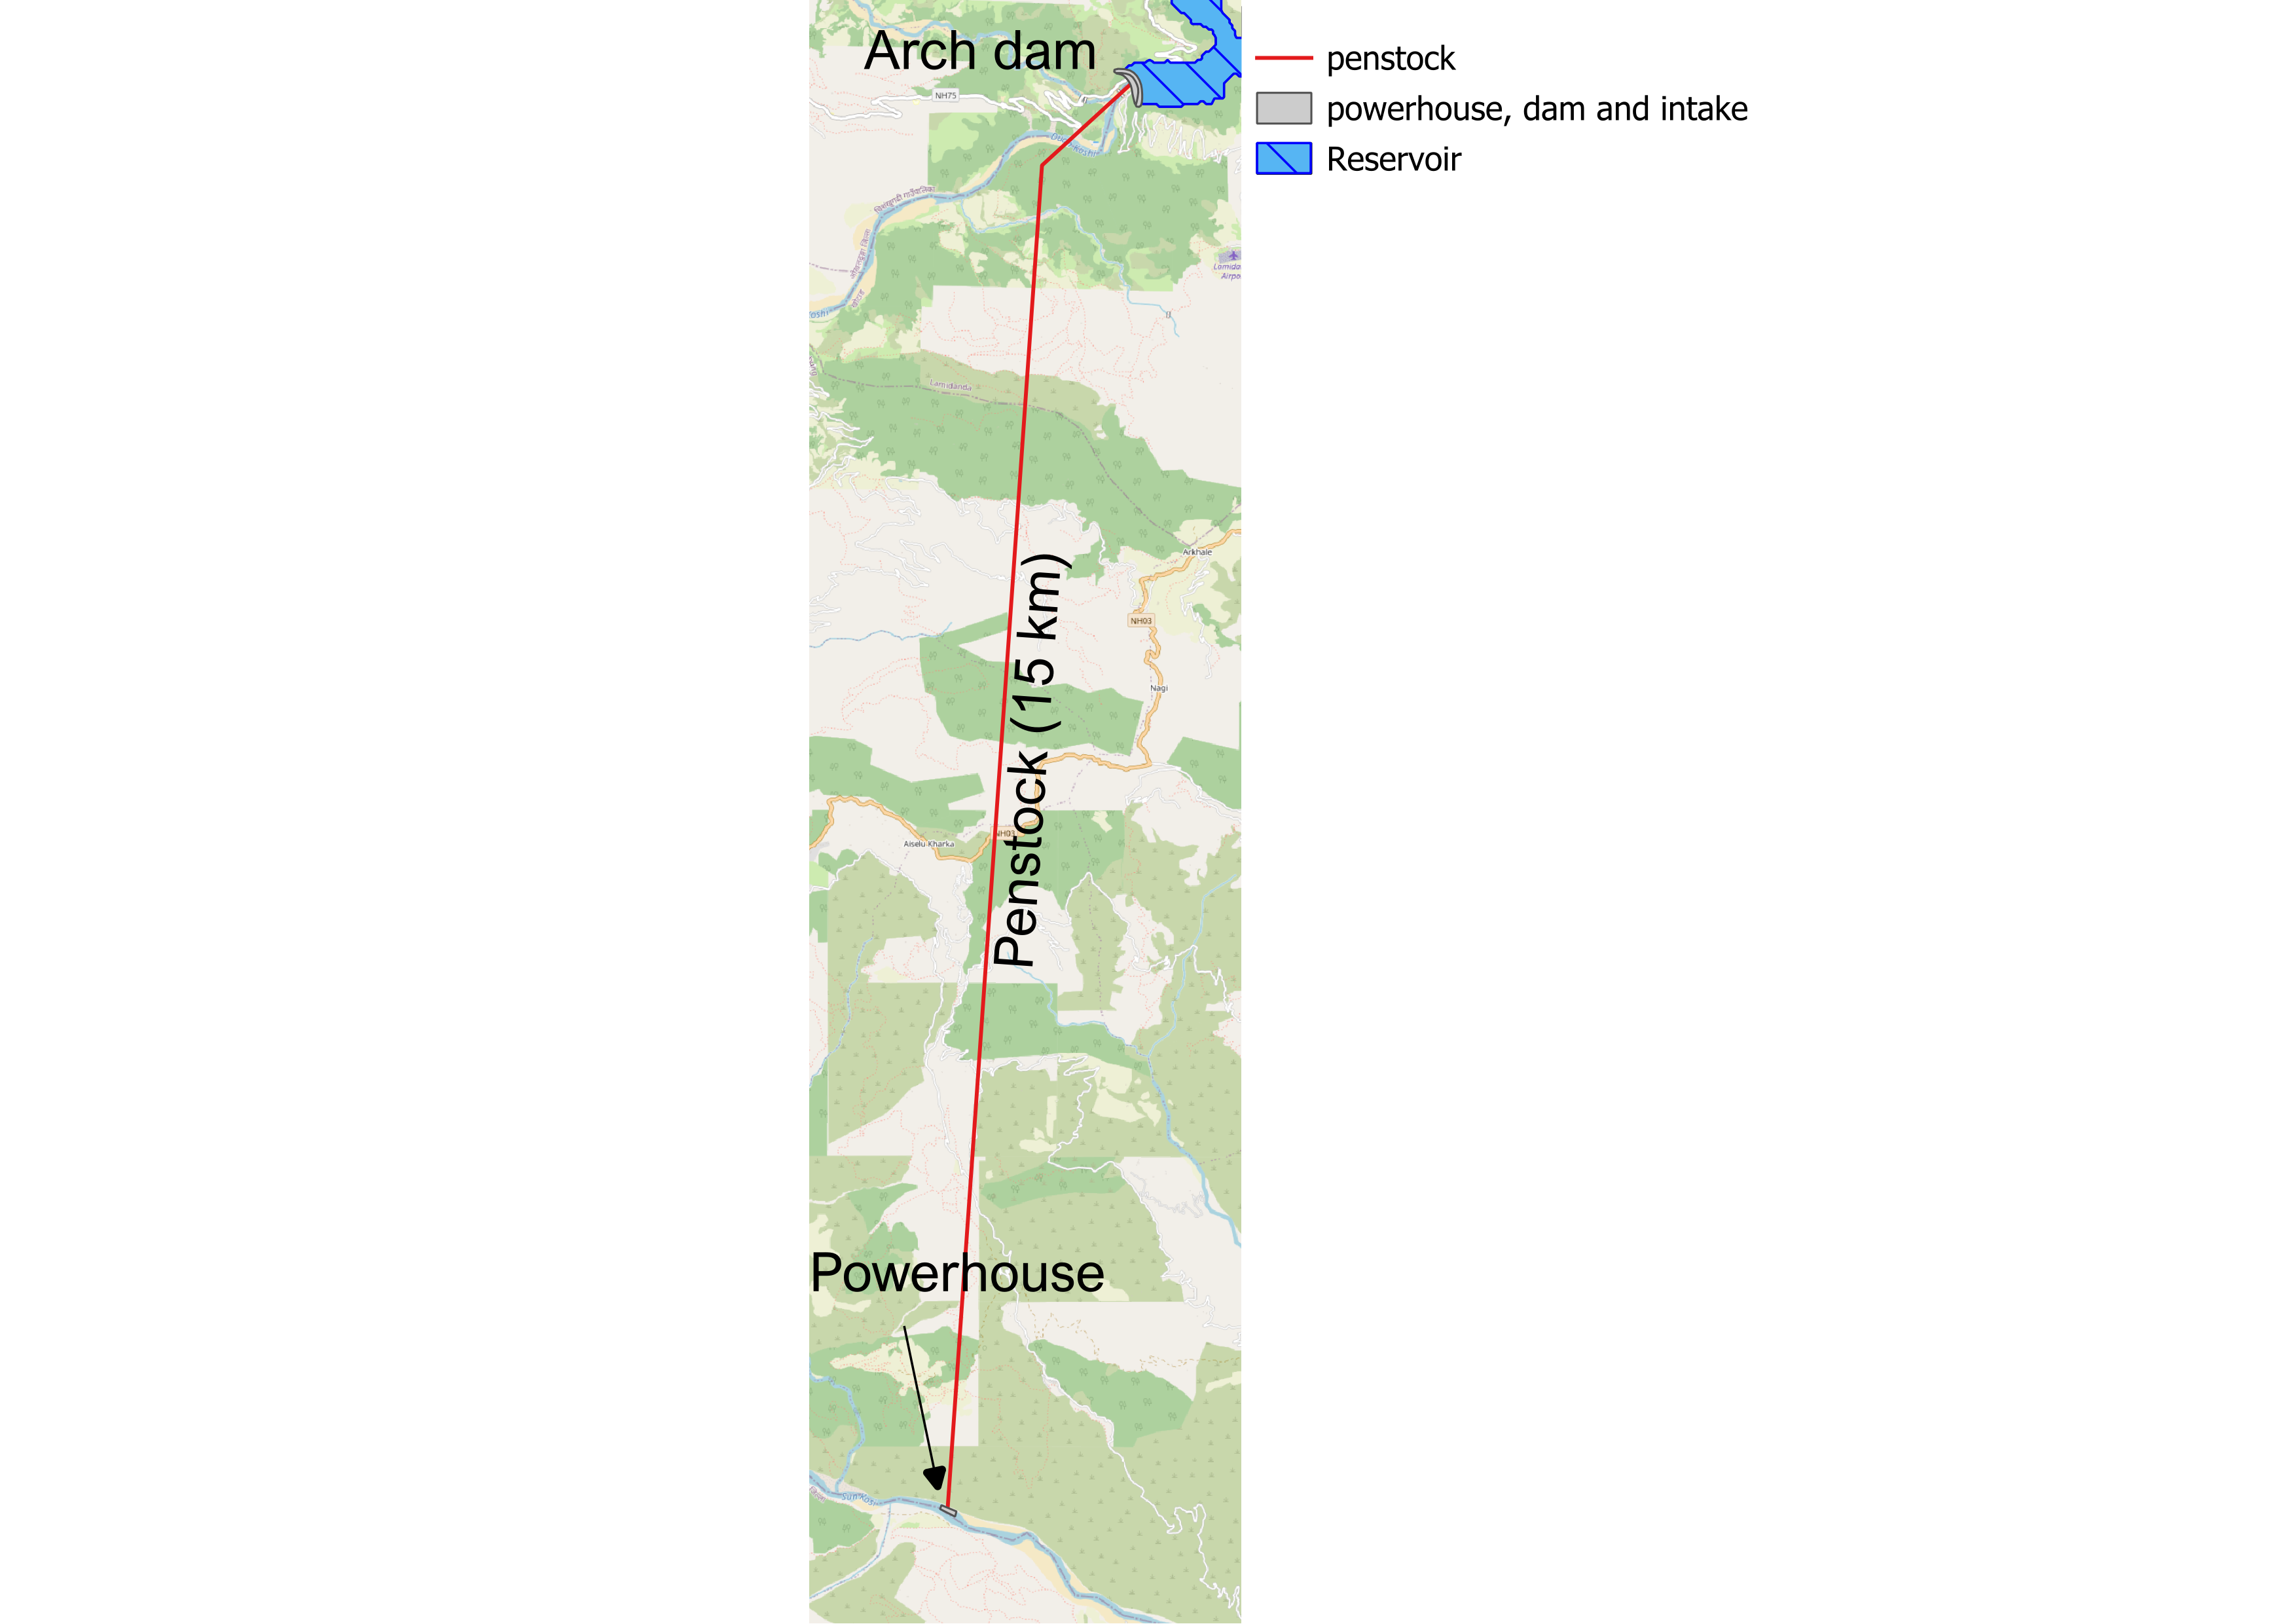 Arch dam
penstock
powerhouse, dam and intake
Reservoir
NH75
Lamidanda
Arkhale
NH03
Nagi
Penstock (15 km)
NH03
Aiselu Kharka
Powerhouse